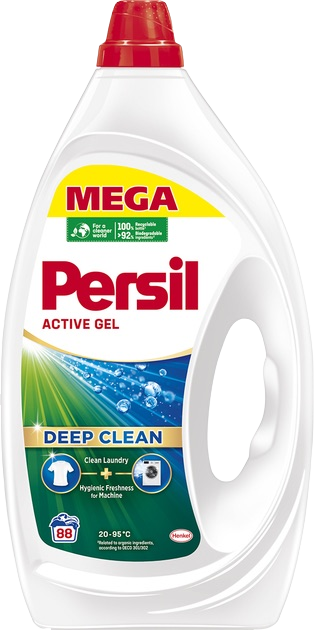 MEGA
For a
cleaner
world
100% Recyclable
bottle*
>92% Biodegradable
ingredients*
Persil
ACTIVE GEL
DEEP CLEAN
Clean Laundry
+
Hygienic Freshness
for Machine
88
20-95°C
*Related to organic ingredients,
according to OECD 301/302
Henkel